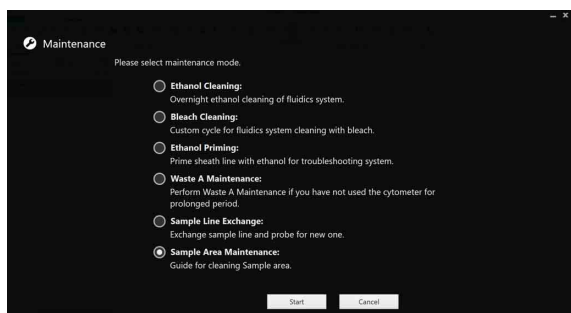 Maintenance
Please select maintenance mode.
Ethanol Cleaning:
Overnight ethanol cleaning of fluidics system.
Bleach Cleaning:
Custom cycle for fluidics system cleaning with bleach.
Ethanol Priming:
Prime sheath line with ethanol for troubleshooting system.
Waste A Maintenance:
Perform Waste A Maintenance if you have not used the cytometer for
prolonged period.
Sample Line Exchange:
Exchange sample line and probe for new one.
Sample Area Maintenance:
Guide for cleaning Sample area.
Start Cancel